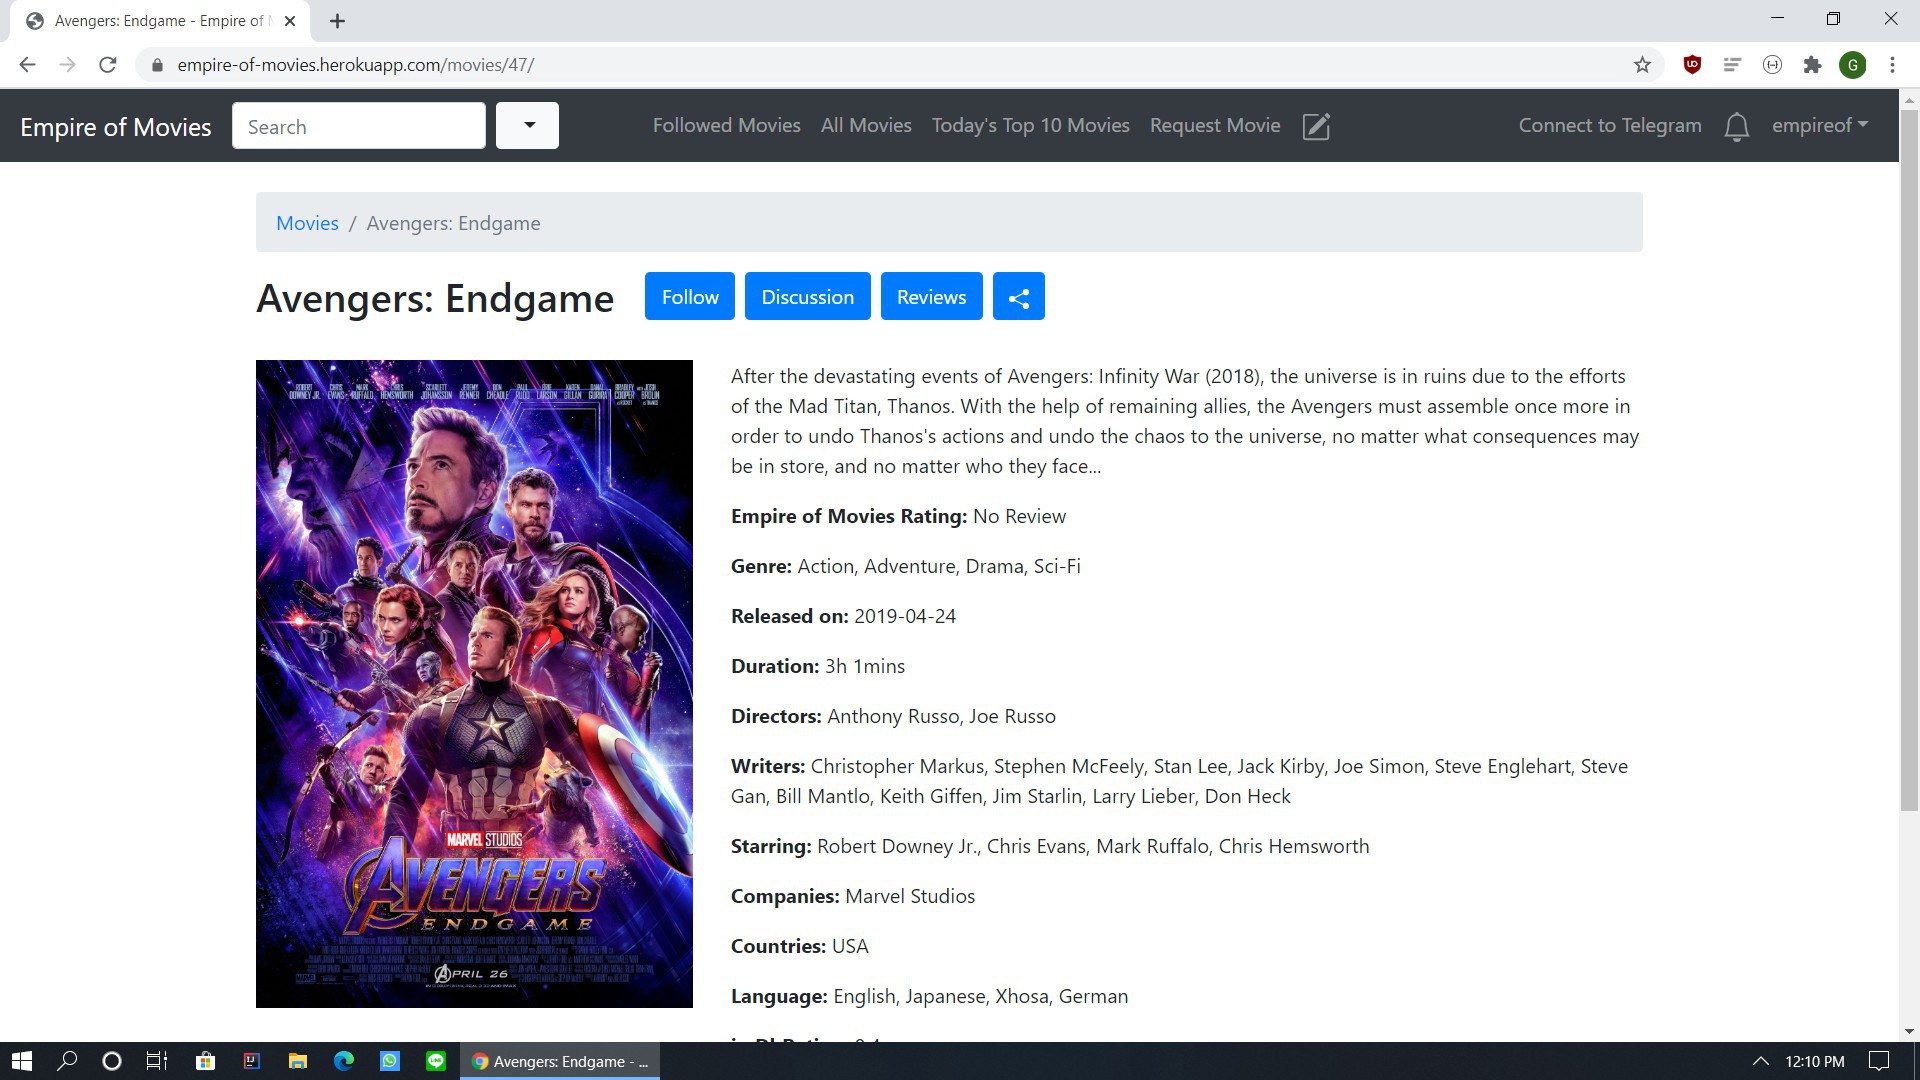 Avengers: Endgame - Empire of
empire-of-movies.herokuapp.com/movies/47/
G
Empire of Movies
Search
Followed Movies
All Movies
Today's Top 10 Movies
Request Movie
Connect to Telegram
empireof
Movies / Avengers: Endgame
Avengers: Endgame
Follow
Discussion
Reviews
ROBERT DOWNEY JR. CHRIS EVANS MARK RUFFALO CHRIS HEMSWORTH SCARLETT JOHANSSON JEREMY RENNER DON CHEADLE PAUL RUDD BRIE LARSON KAREN GILLAN DANAI GURIRA BRADLEY COOPER JOSH BROLIN
MARVEL STUDIOS
AVENGERS
ENDGAME
APRIL 26
After the devastating events of Avengers: Infinity War (2018), the universe is in ruins due to the efforts
of the Mad Titan, Thanos. With the help of remaining allies, the Avengers must assemble once more in
order to undo Thanos's actions and undo the chaos to the universe, no matter what consequences may
be in store, and no matter who they face...
Empire of Movies Rating: No Review
Genre: Action, Adventure, Drama, Sci-Fi
Released on: 2019-04-24
Duration: 3h 1mins
Directors: Anthony Russo, Joe Russo
Writers: Christopher Markus, Stephen McFeely, Stan Lee, Jack Kirby, Joe Simon, Steve Englehart, Steve
Gan, Bill Mantlo, Keith Giffen, Jim Starlin, Larry Lieber, Don Heck
Starring: Robert Downey Jr., Chris Evans, Mark Ruffalo, Chris Hemsworth
Companies: Marvel Studios
Countries: USA
Language: English, Japanese, Xhosa, German
Avengers: Endgame - ...
12:10 PM